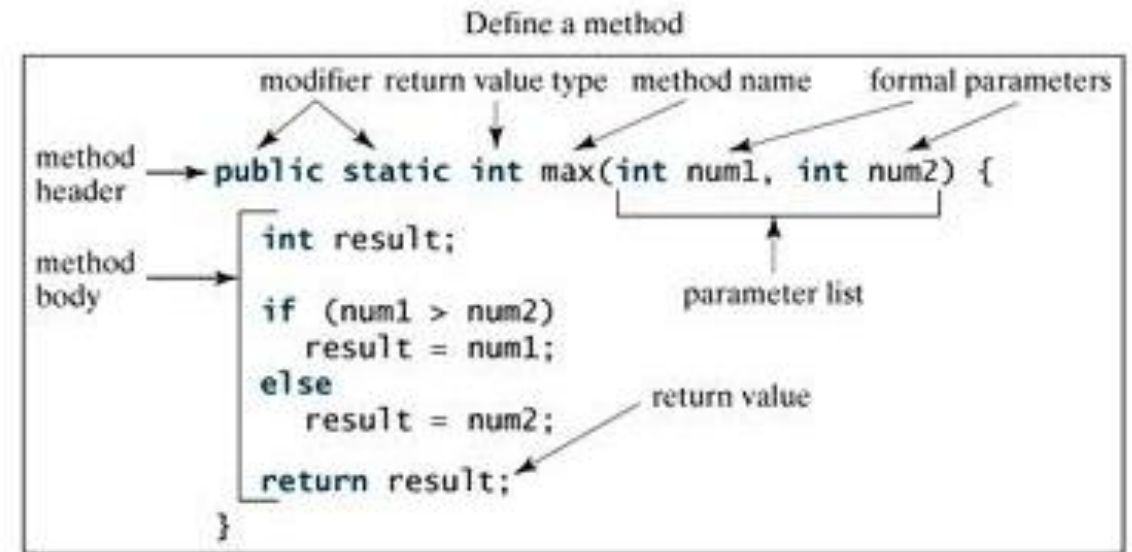 Define a method
modifier return value type method name formal parameters
method
header
public static int max(int num1, int num2) {
int result;
method
body
parameter list
if (num1 > num2)
result = num1;
else
return value
result = num2;
return result;
}